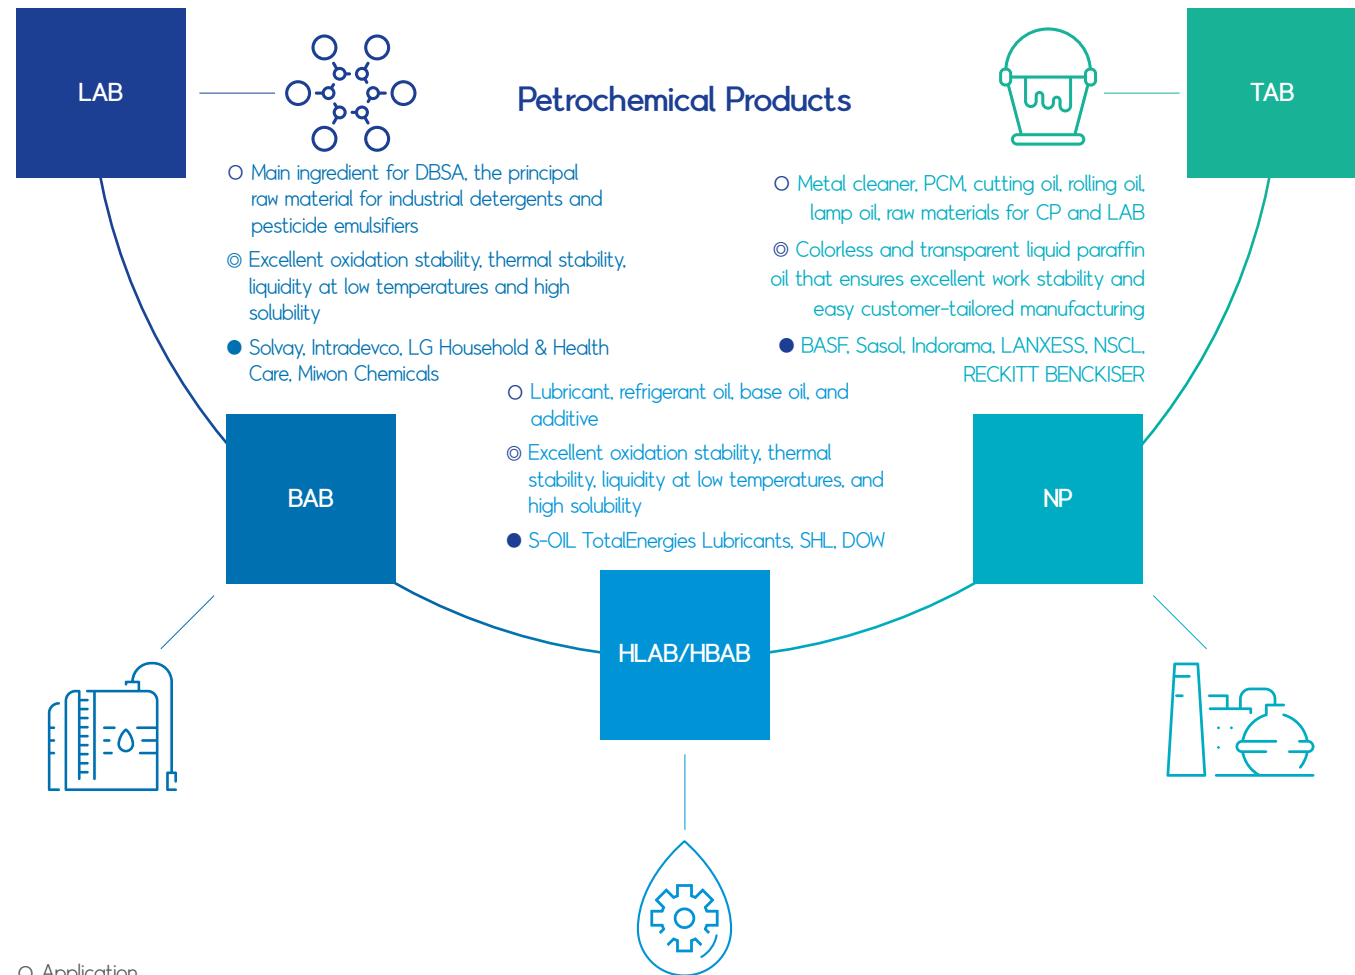 LAB
TAB
Petrochemical Products
○ Main ingredient for DBSA, the principal
raw material for industrial detergents and
pesticide emulsifiers
◎ Excellent oxidation stability, thermal stability,
liquidity at low temperatures and high
solubility
● Solvay, Intradevco, LG Household & Health
Care, Miwon Chemicals
○ Metal cleaner, PCM, cutting oil, rolling oil,
lamp oil, raw materials for CP and LAB
◎ Colorless and transparent liquid paraffin
oil that ensures excellent work stability and
easy customer-tailored manufacturing
● BASF, Sasol, Indorama, LANXESS, NSCL,
RECKITT BENCKISER
○ Lubricant, refrigerant oil, base oil, and
additive
◎ Excellent oxidation stability, thermal
stability, liquidity at low temperatures, and
high solubility
● S-OIL TotalEnergies Lubricants, SHL, DOW
BAB
NP
HLAB/HBAB
○ Application